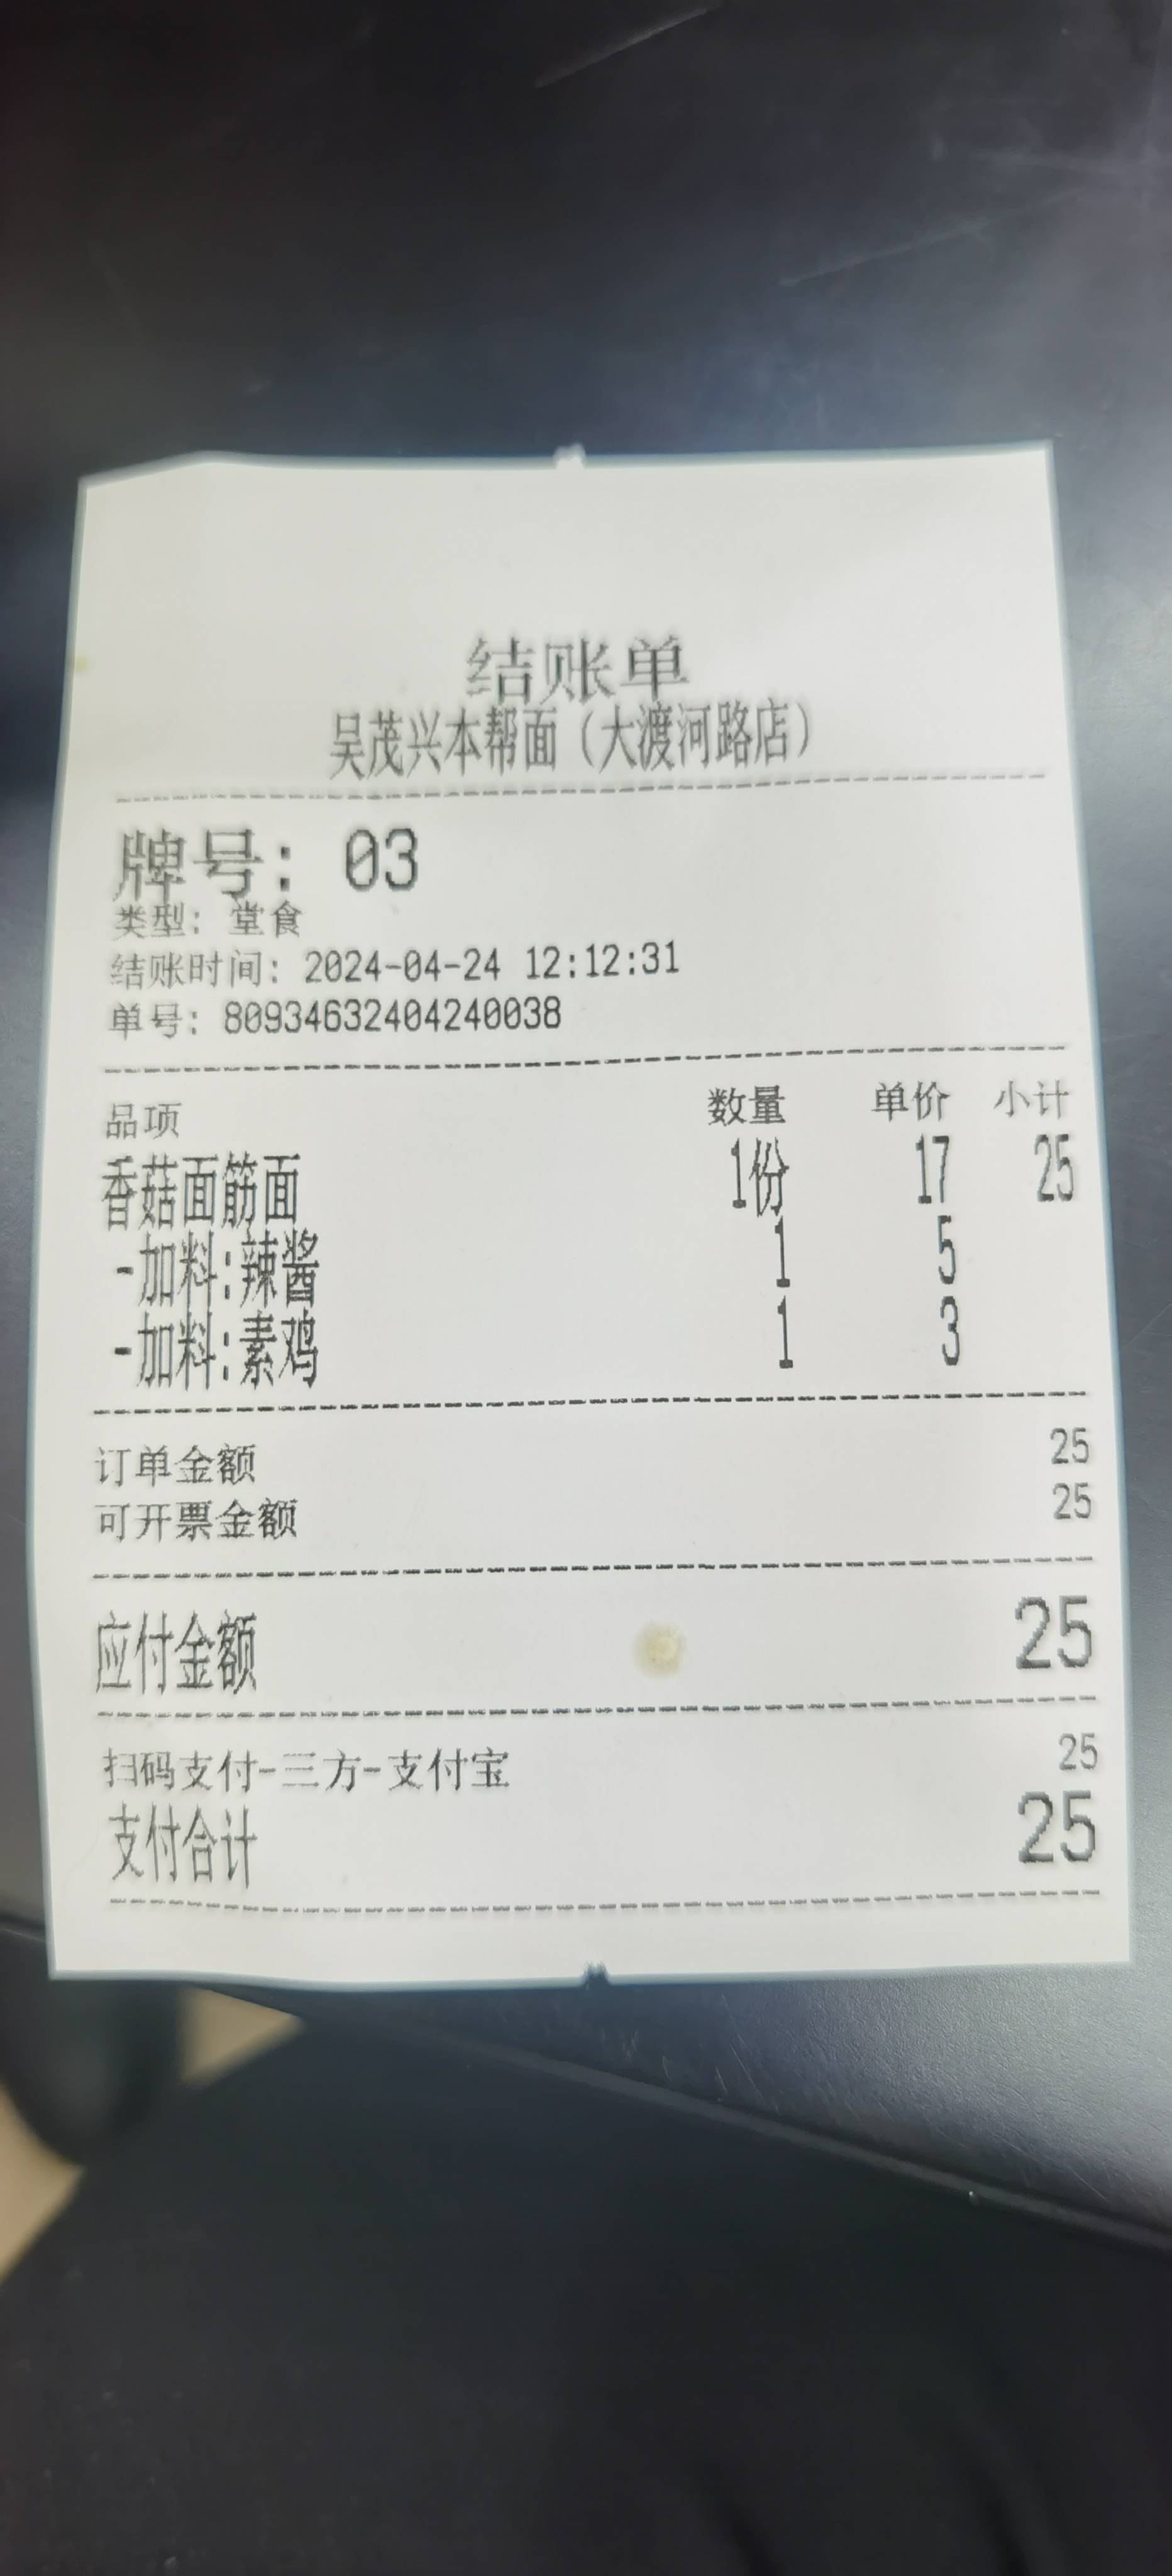 结账单
吴茂兴本帮面（大渡河路店）
牌号: 03
类型: 堂食
结账时间: 2024-04-24 12:12:31
单号: 80934632404240038
品项 数量 单价 小计
香菇面筋面 1份 17 25
-加料:辣酱 1 5
-加料:素鸡 1 3
订单金额 25
可开票金额 25
应付金额 25
扫码支付-三方-支付宝 25
支付合计 25